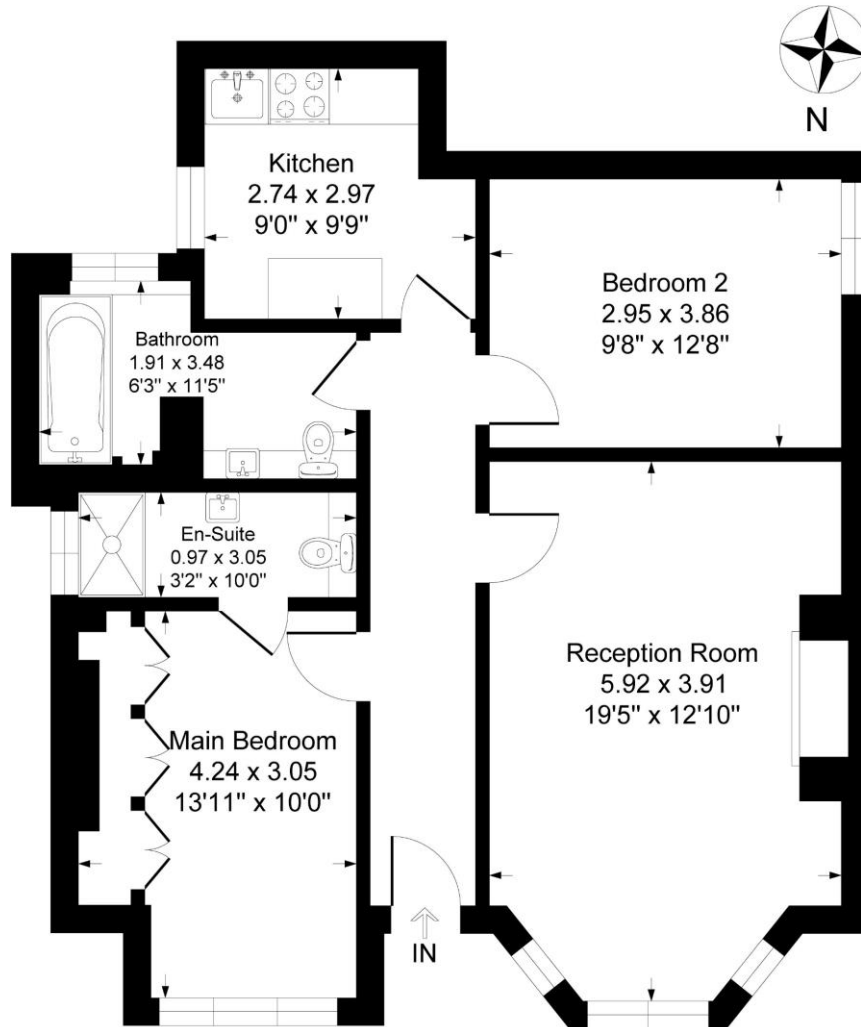 N
Kitchen
2.74 x 2.97
9'0" x 9'9"
Bedroom 2
2.95 x 3.86
9'8" x 12'8"
Bathroom
1.91 x 3.48
6'3" x 11'5"
En-Suite
0.97 x 3.05
3'2" x 10'0"
Reception Room
5.92 x 3.91
19'5" x 12'10"
Main Bedroom
4.24 x 3.05
13'11" x 10'0"
IN